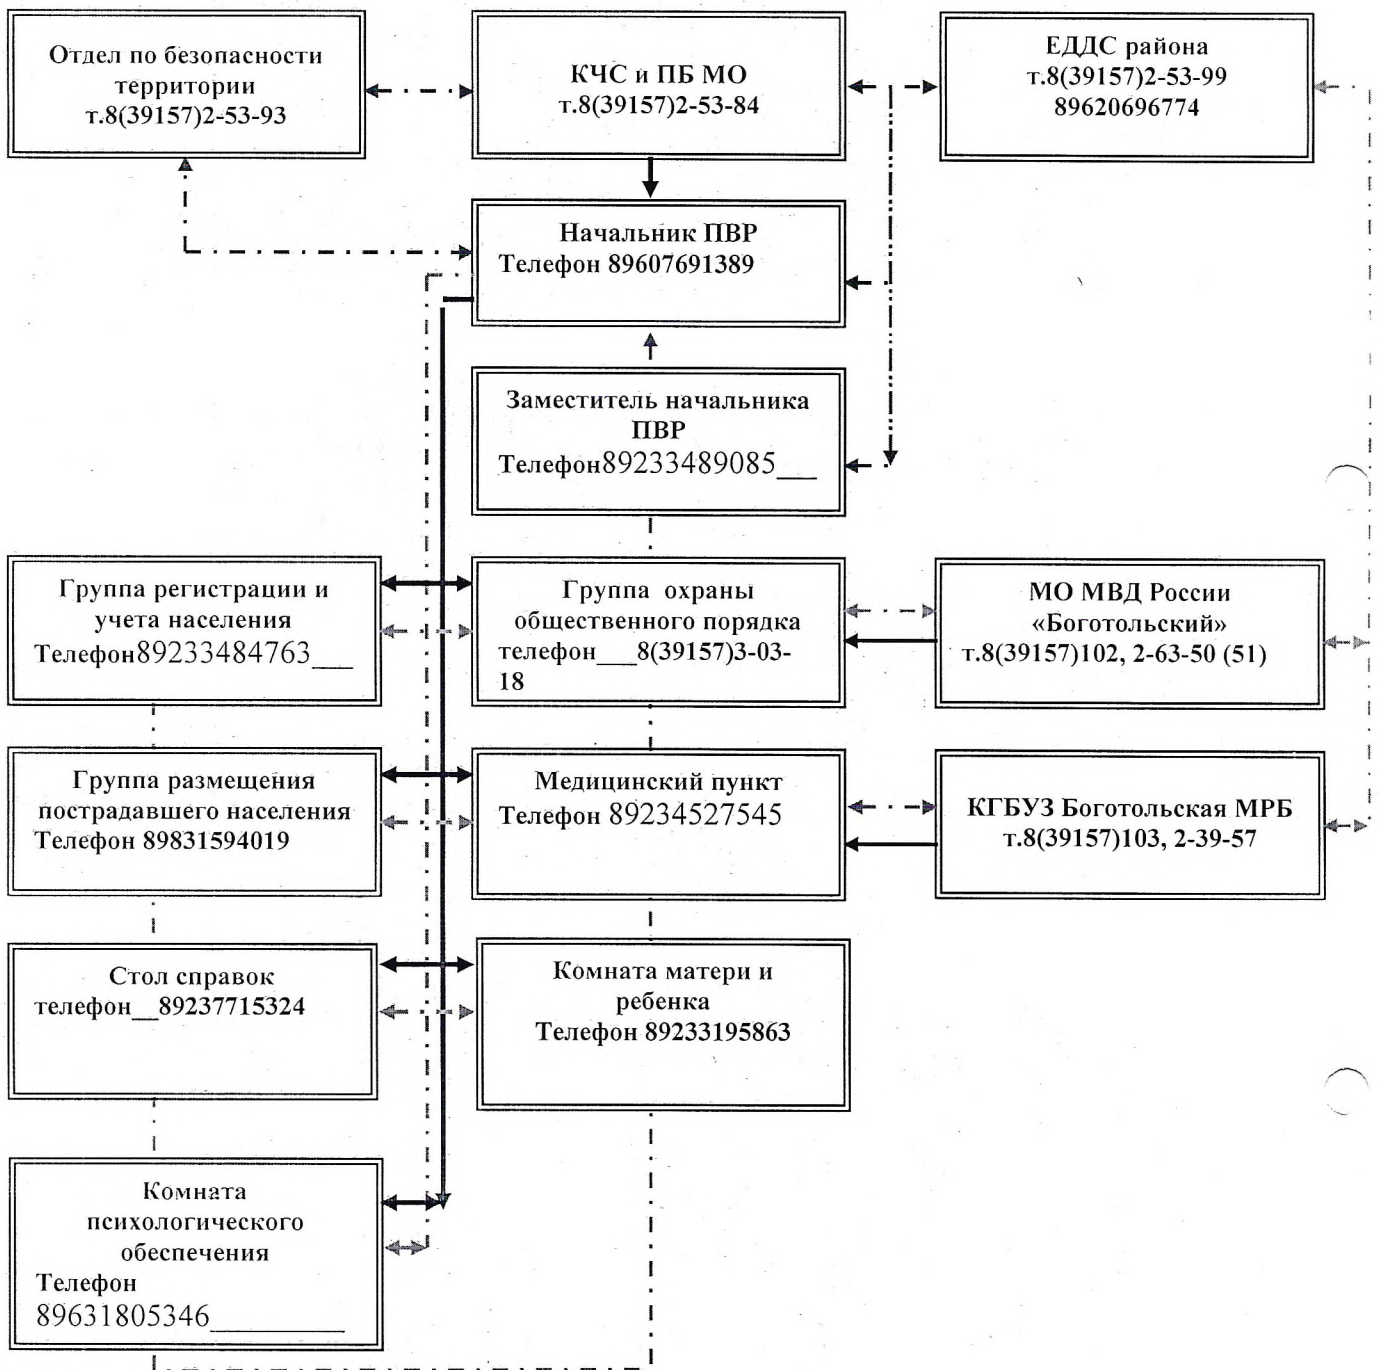 Отдел по безопасности
территории
т.8(39157)2-53-93
КЧС и ПБ МО
т.8(39157)2-53-84
ЕДДС района
т.8(39157)2-53-99
89620696774
Начальник ПВР
Телефон 89607691389
Заместитель начальника
ПВР
Телефон89233489085___
Группа регистрации и
учета населения
Телефон89233484763___
Группа охраны
общественного порядка
телефон___8(39157)3-03-
18
МО МВД России
«Боготольский»
т.8(39157)102, 2-63-50 (51)
Группа размещения
пострадавшего населения
Телефон 89831594019
Медицинский пункт
Телефон 89234527545
КГБУЗ Боготольская МРБ
т.8(39157)103, 2-39-57
Стол справок
телефон__89237715324
Комната матери и
ребенка
Телефон 89233195863
Комната
психологического
обеспечения
Телефон
89631805346__________